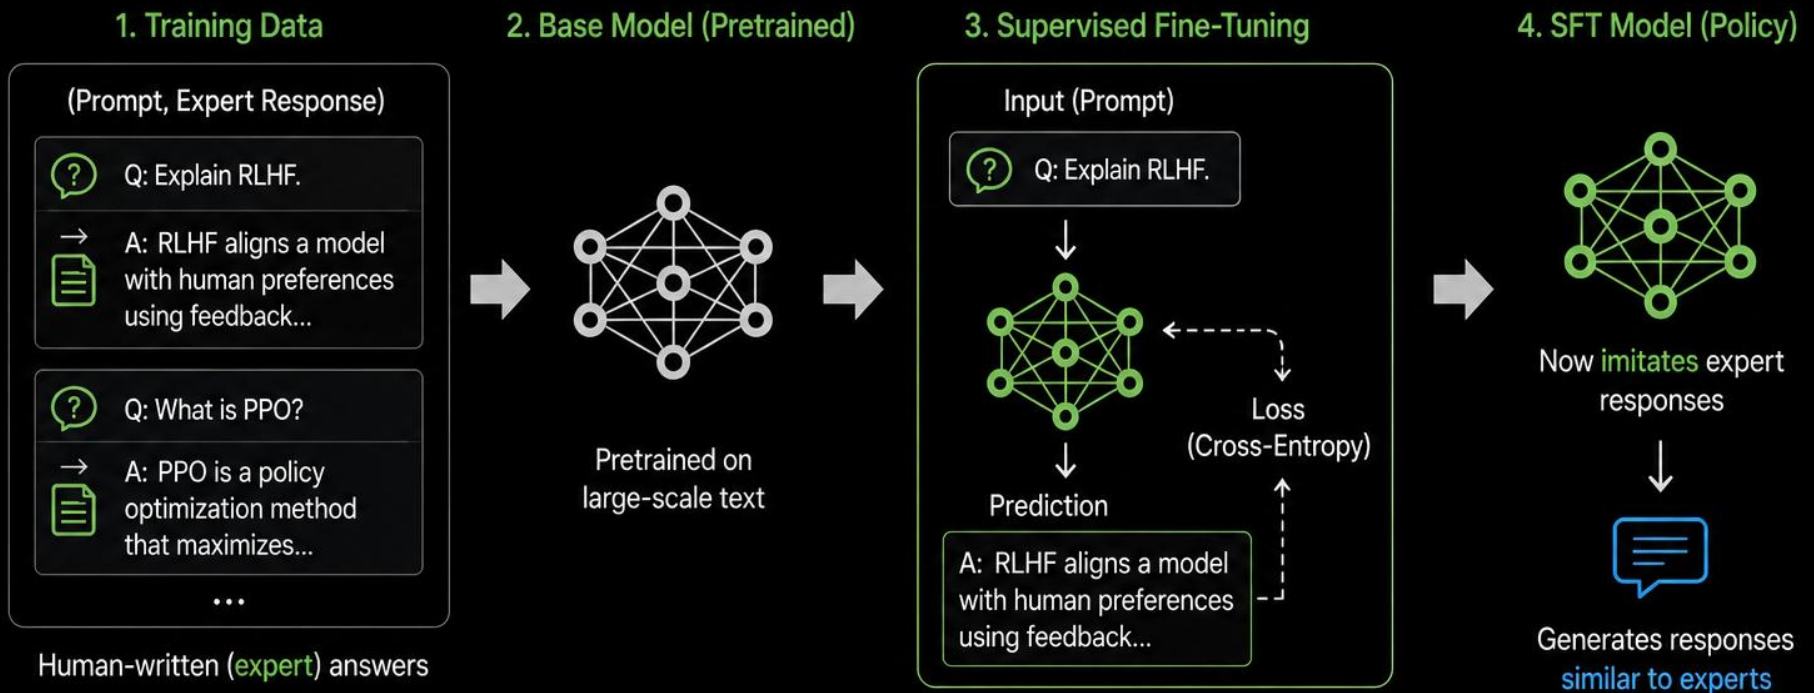 1. Training Data
(Prompt, Expert Response)
Q: Explain RLHF.
A: RLHF aligns a model
with human preferences
using feedback...
Q: What is PPO?
A: PPO is a policy
optimization method
that maximizes...
...
Human-written (expert) answers
2. Base Model (Pretrained)
Pretrained on
large-scale text
3. Supervised Fine-Tuning
Input (Prompt)
Q: Explain RLHF.
Loss
(Cross-Entropy)
Prediction
A: RLHF aligns a model
with human preferences
using feedback...
4. SFT Model (Policy)
Now imitates expert
responses
Generates responses
similar to experts